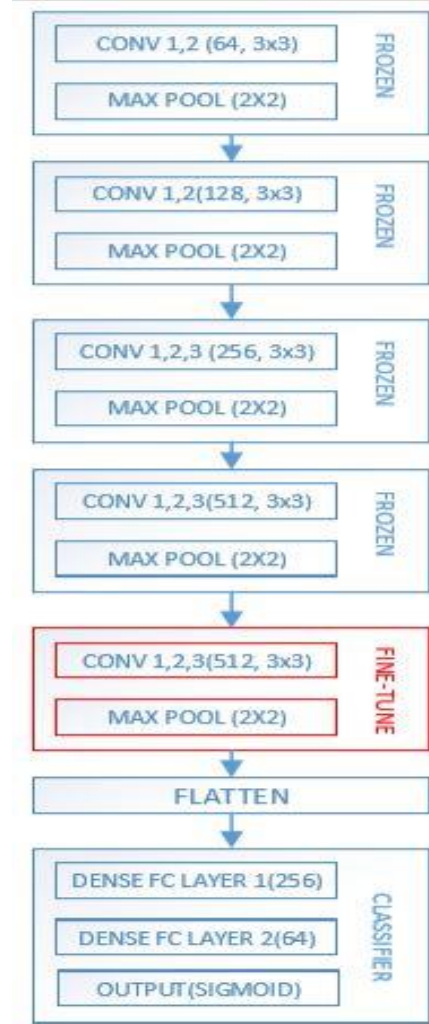 CONV 1,2 (64, 3x3)
MAX POOL (2X2)
FROZEN
CONV 1,2(128, 3x3)
MAX POOL (2X2)
FROZEN
CONV 1,2,3 (256, 3x3)
MAX POOL (2X2)
FROZEN
CONV 1,2,3(512, 3x3)
MAX POOL (2X2)
FROZEN
CONV 1,2,3(512, 3x3)
MAX POOL (2X2)
FINE-TUNE
FLATTEN
DENSE FC LAYER 1(256)
DENSE FC LAYER 2(64)
OUTPUT(SIGMOID)
CLASSIFIER